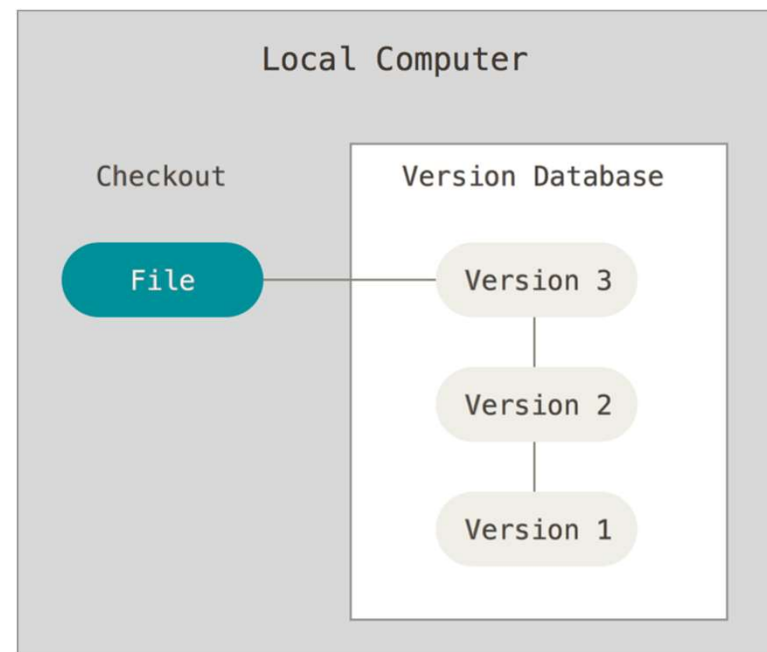 Local Computer
Checkout
Version Database
File
Version 3
Version 2
Version 1